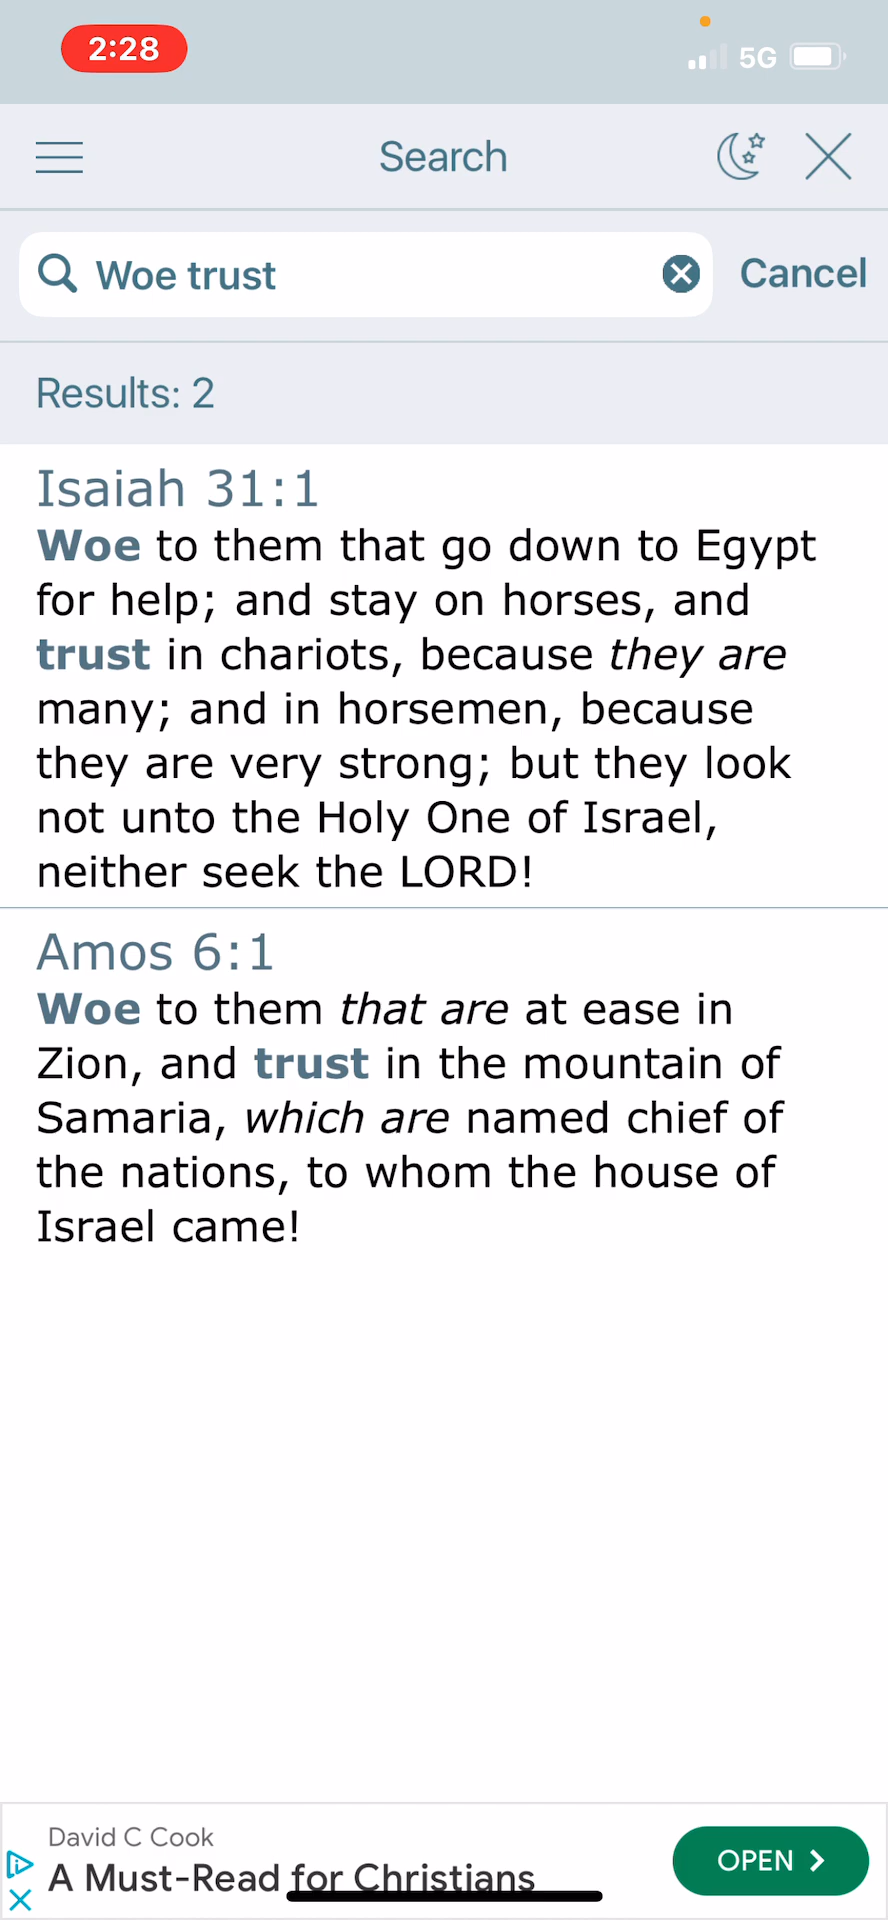 2:28
5G
Search
Woe trust
Cancel
Results: 2
Isaiah 31:1
Woe to them that go down to Egypt
for help; and stay on horses, and
trust in chariots, because they are
many; and in horsemen, because
they are very strong; but they look
not unto the Holy One of Israel,
neither seek the LORD!
Amos 6:1
Woe to them that are at ease in
Zion, and trust in the mountain of
Samaria, which are named chief of
the nations, to whom the house of
Israel came!
David C Cook
A Must-Read for Christians
OPEN